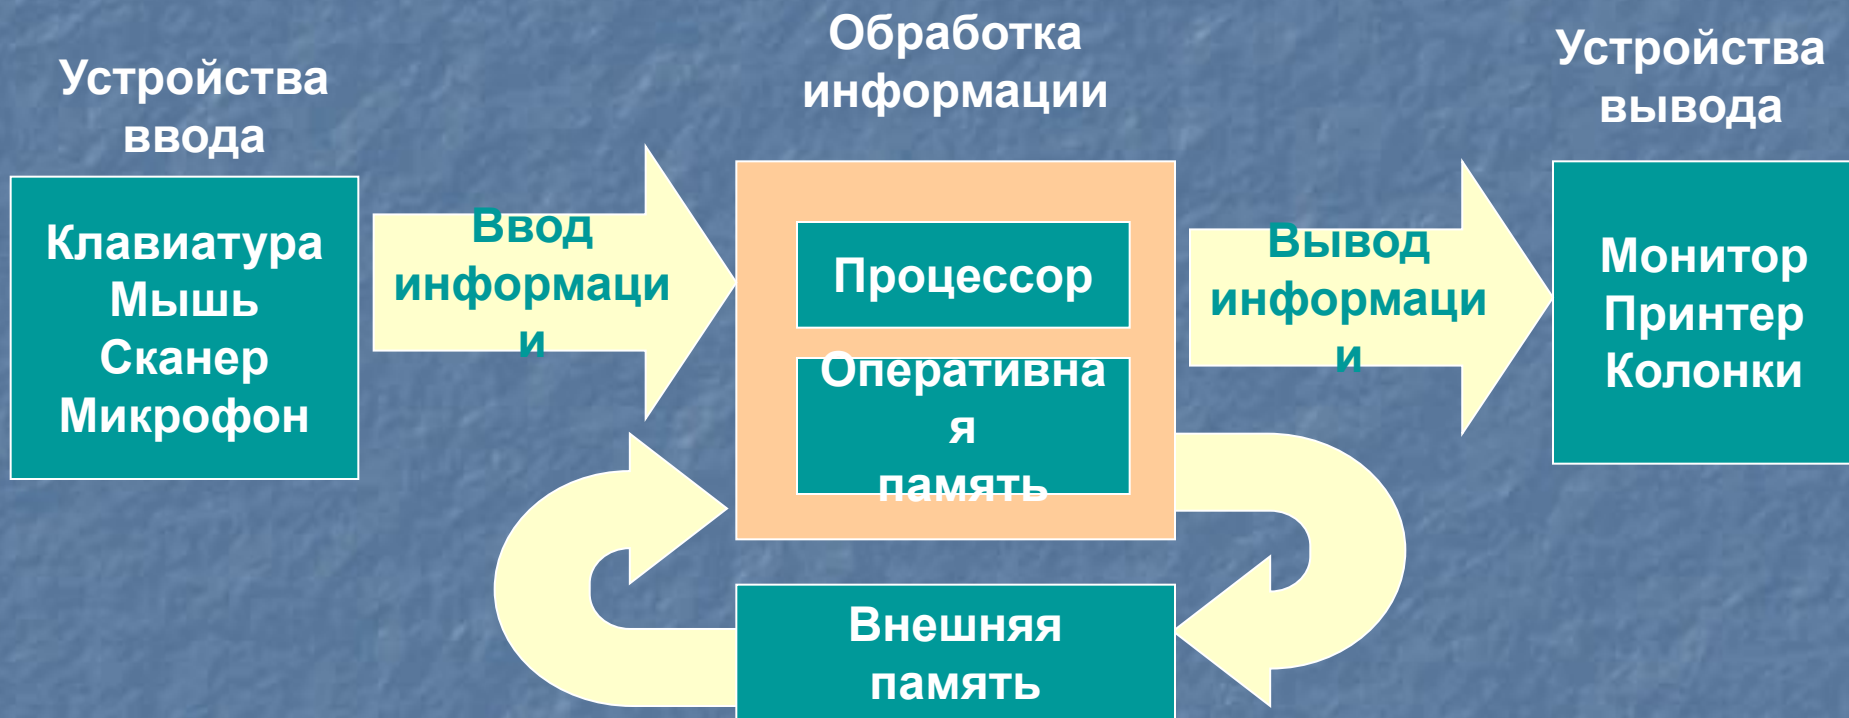 Устройства
ввода
Клавиатура
Мышь
Сканер
Микрофон
Ввод
информаци
и
Обработка
информации
Процессор
Оперативна
я
память
Внешняя
память
Вывод
информаци
и
Устройства
вывода
Монитор
Принтер
Колонки